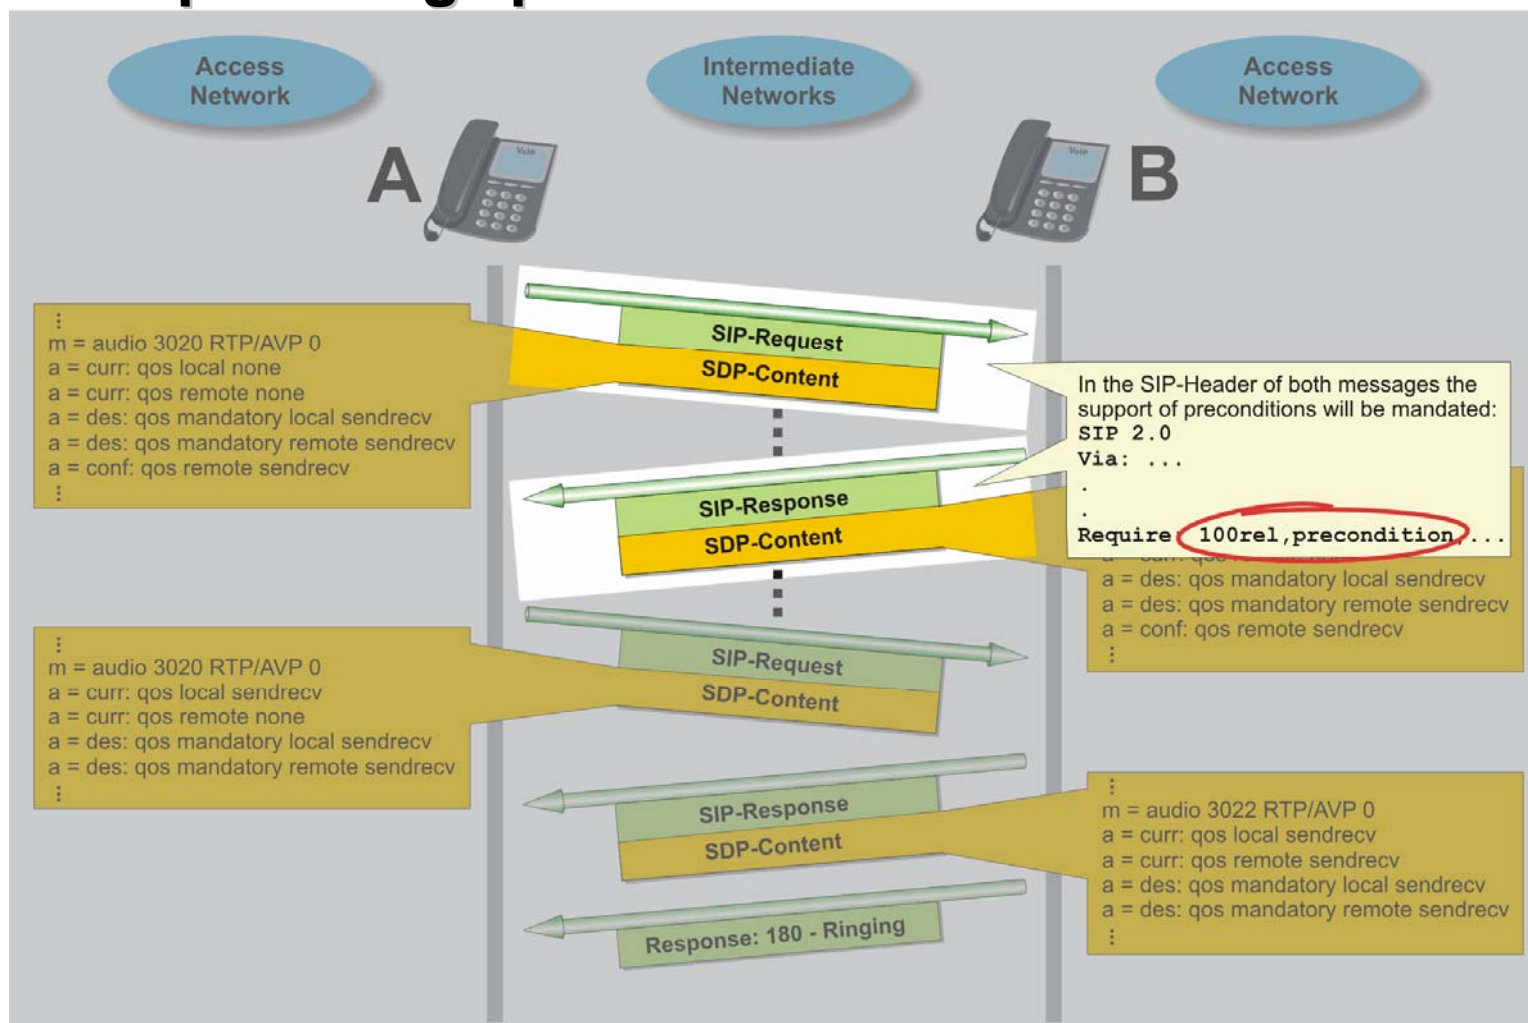 Access
Network
Intermediate
Networks
Access
Network
A
VoIP
VoIP
B
SIP-Request
SDP-Content
⋮
m = audio 3020 RTP/AVP 0
a = curr: qos local none
a = curr: qos remote none
a = des: qos mandatory local sendrecv
a = des: qos mandatory remote sendrecv
a = conf: qos remote sendrecv
⋮
In the SIP-Header of both messages the
support of preconditions will be mandated:
SIP 2.0
Via: ...
.
.
Require 100rel,precondition,...
SIP-Response
SDP-Content
a = des: qos mandatory local sendrecv
a = des: qos mandatory remote sendrecv
a = conf: qos remote sendrecv
⋮
SIP-Request
SDP-Content
⋮
m = audio 3020 RTP/AVP 0
a = curr: qos local sendrecv
a = curr: qos remote none
a = des: qos mandatory local sendrecv
a = des: qos mandatory remote sendrecv
⋮
SIP-Response
SDP-Content
⋮
m = audio 3022 RTP/AVP 0
a = curr: qos local sendrecv
a = curr: qos remote sendrecv
a = des: qos mandatory local sendrecv
a = des: qos mandatory remote sendrecv
⋮
Response: 180 - Ringing